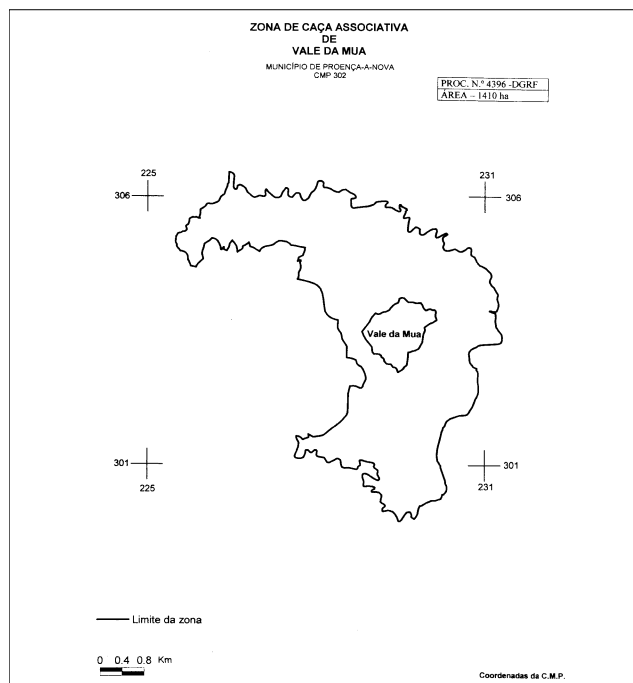 ZONA DE CAÇA ASSOCIATIVA
DE
VALE DA MUA
MUNICÍPIO DE PROENÇA-A-NOVA
CMP 302
PROC. N.º 4396 -DGRF
ÁREA – 1410 ha
225
306
231
306
Vale da Mua
301
225
301
231
Limite da zona
0 0.4 0.8 Km
Coordenadas da C.M.P.